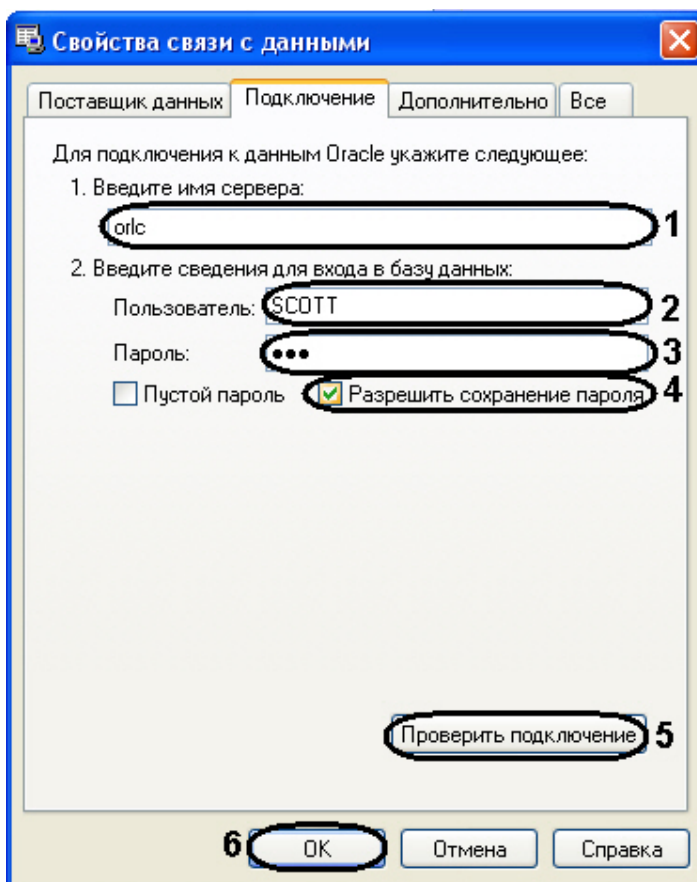 Свойства связи с данными
Поставщик данных Подключение Дополнительно Все
Для подключения к данным Oracle укажите следующее:
1. Введите имя сервера:
orlc 1
2. Введите сведения для входа в базу данных:
Пользователь: SCOTT 2
Пароль: ●●● 3
Пустой пароль Разрешить сохранение пароля 4
Проверить подключение 5
6 OK Отмена Справка